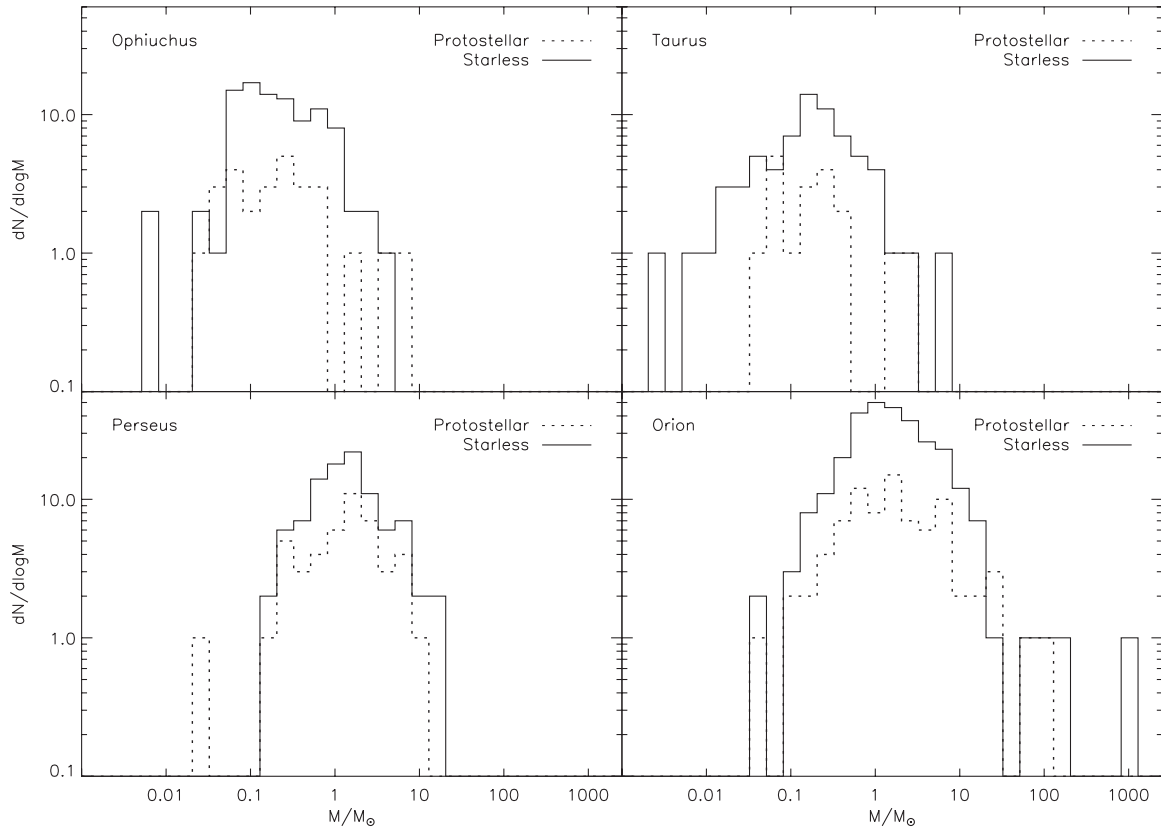 Ophiuchus
Protostellar
Starless
Taurus
Protostellar
Starless
10.0
1.0
0.1
dN/dlogM
Perseus
Protostellar
Starless
Orion
Protostellar
Starless
10.0
1.0
0.1
dN/dlogM
0.01 0.1 1 10 100 1000
M/M⊙
0.01 0.1 1 10 100 1000
M/M⊙